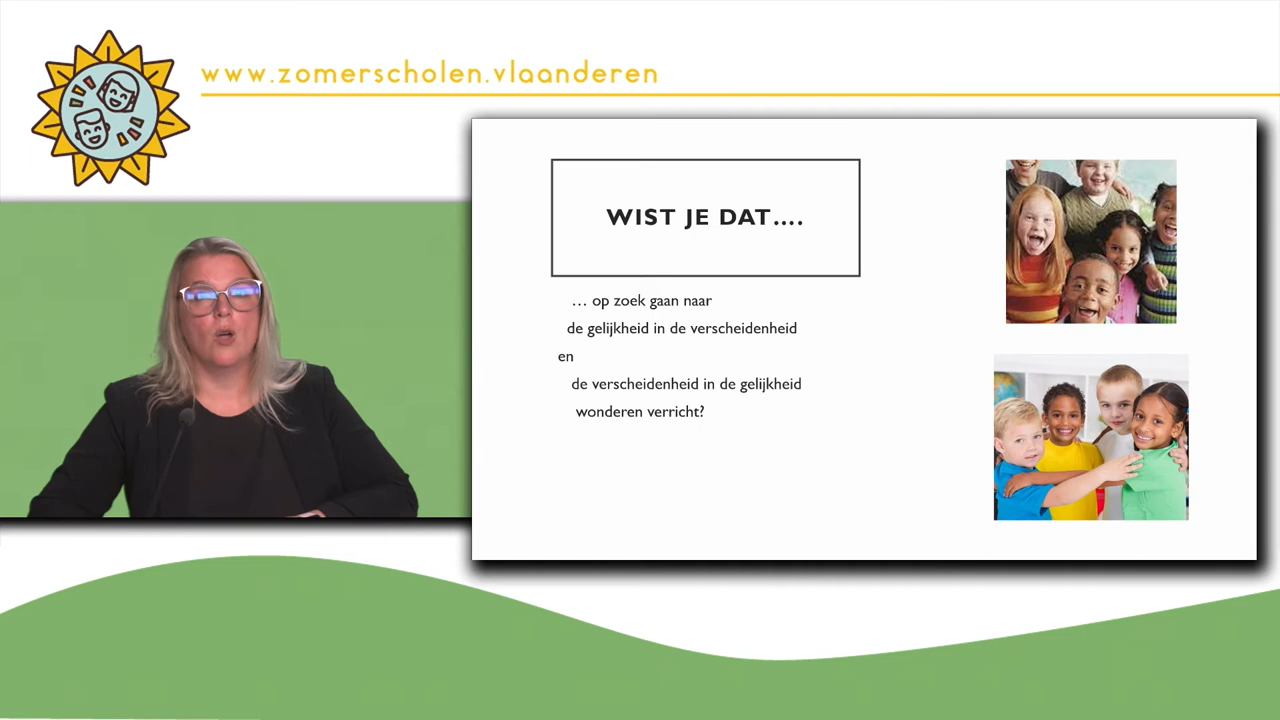 www.zomerscholen.vlaanderen
WIST JE DAT....
... op zoek gaan naar
de gelijkheid in de verscheidenheid
en
de verscheidenheid in de gelijkheid
wonderen verricht?